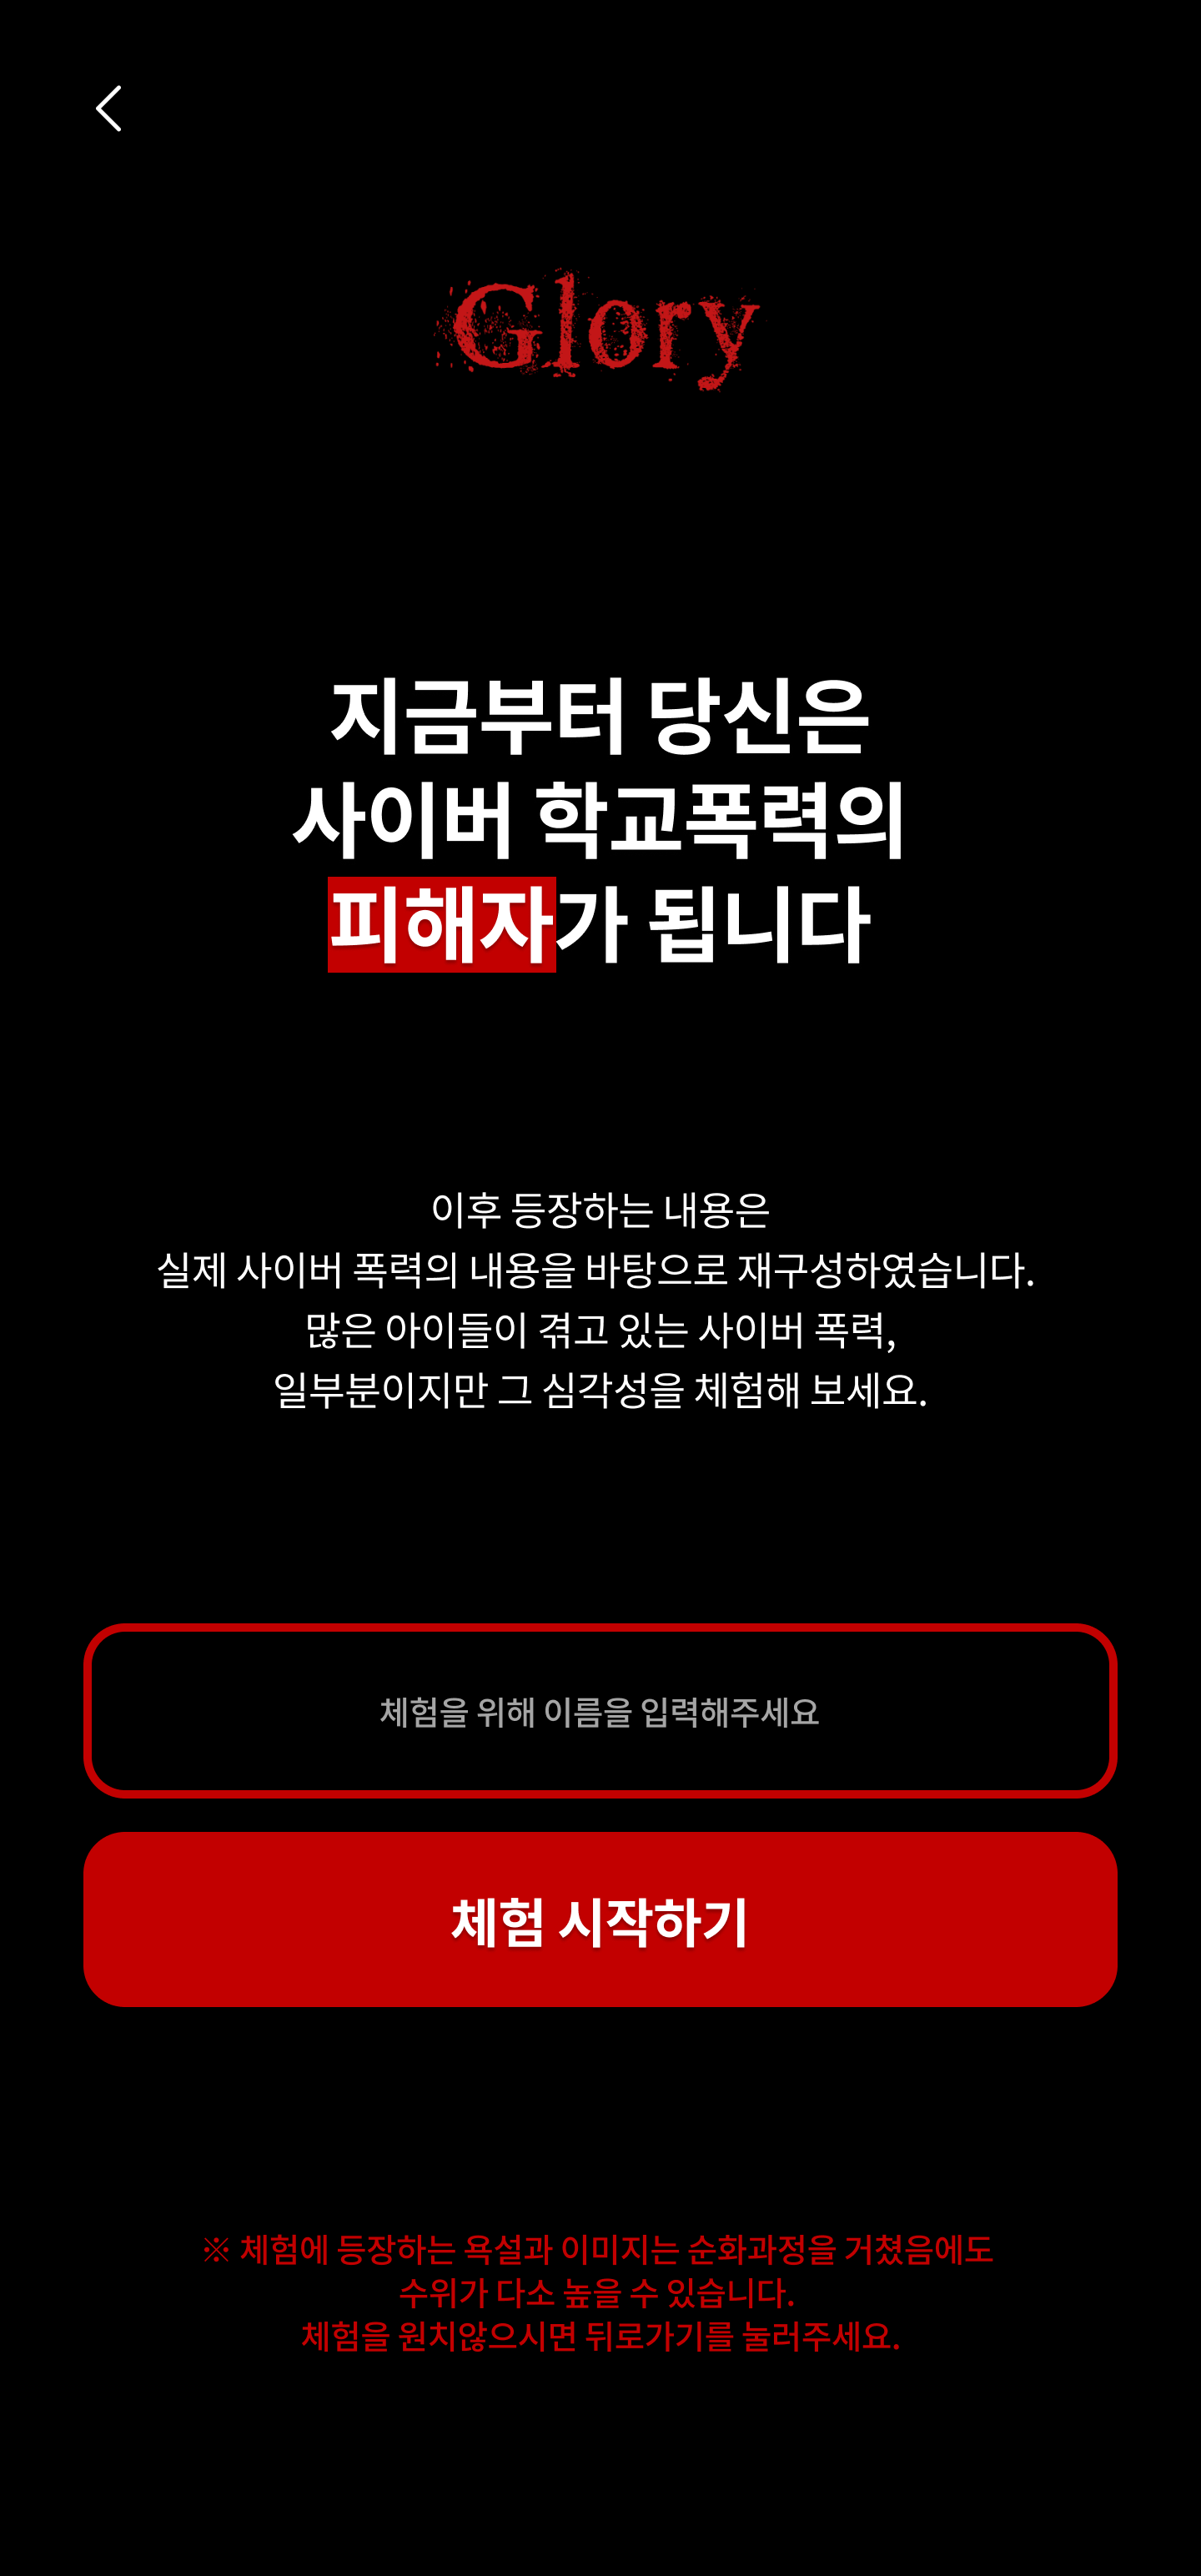 Glory
지금부터 당신은
사이버 학교폭력의
피해자가 됩니다
이후 등장하는 내용은
실제 사이버 폭력의 내용을 바탕으로 재구성하였습니다.
많은 아이들이 겪고 있는 사이버 폭력,
일부분이지만 그 심각성을 체험해 보세요.
체험을 위해 이름을 입력해주세요
체험 시작하기
※ 체험에 등장하는 욕설과 이미지는 순화과정을 거쳤음에도
수위가 다소 높을 수 있습니다.
체험을 원치않으시면 뒤로가기를 눌러주세요.